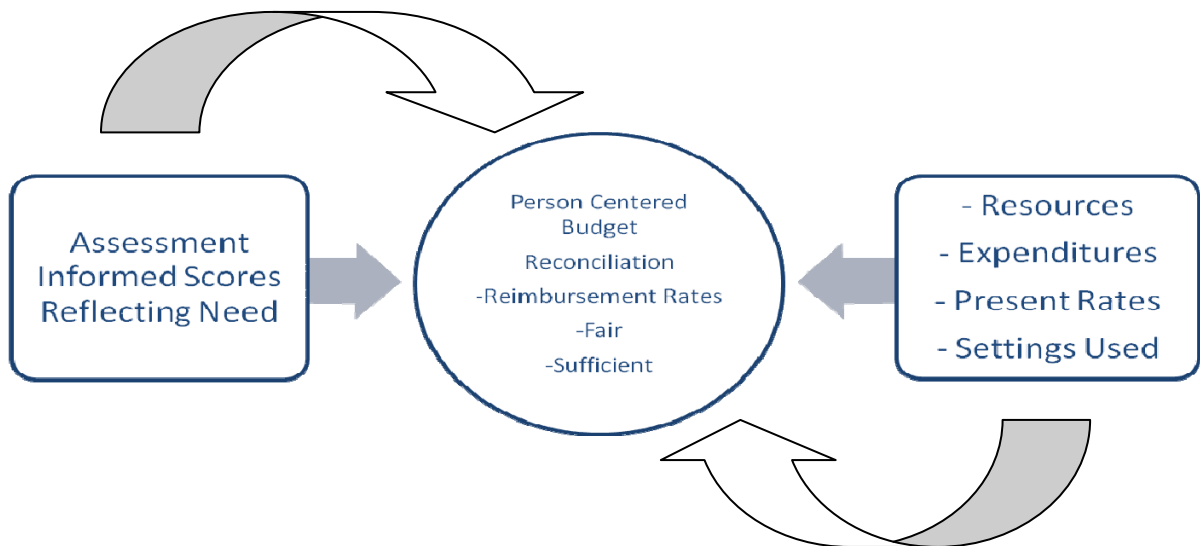 Assessment
Informed Scores
Reflecting Need
Person Centered
Budget
Reconciliation
-Reimbursement Rates
-Fair
-Sufficient
- Resources
- Expenditures
- Present Rates
- Settings Used